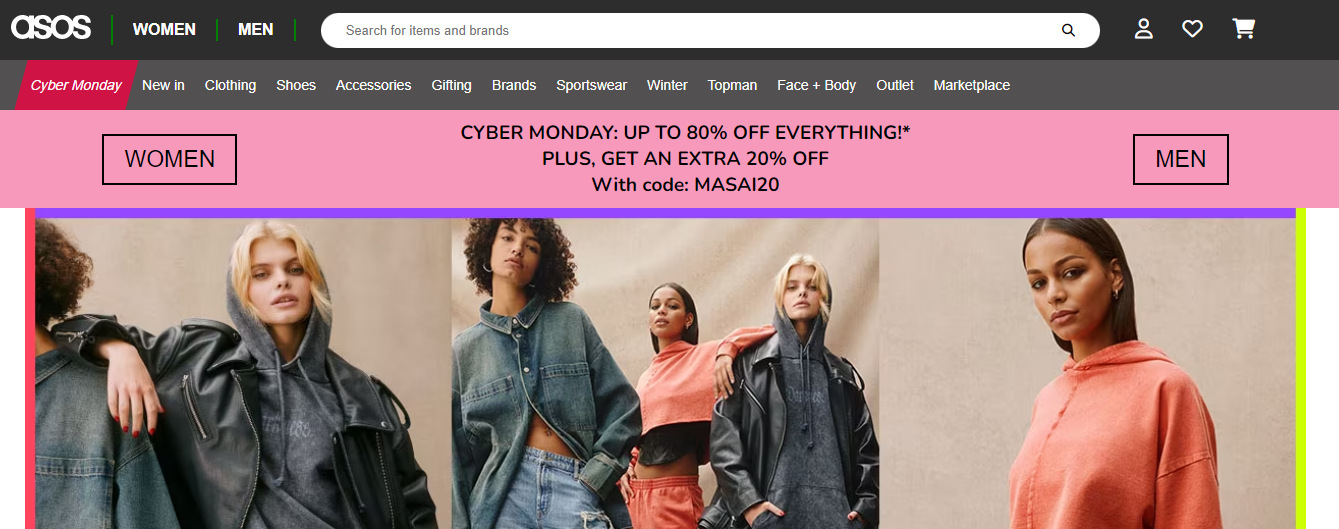 asos
WOMEN
MEN
Search for items and brands
Cyber Monday
New in
Clothing
Shoes
Accessories
Gifting
Brands
Sportswear
Winter
Topman
Face + Body
Outlet
Marketplace
WOMEN
CYBER MONDAY: UP TO 80% OFF EVERYTHING!*
PLUS, GET AN EXTRA 20% OFF
With code: MASAI20
MEN